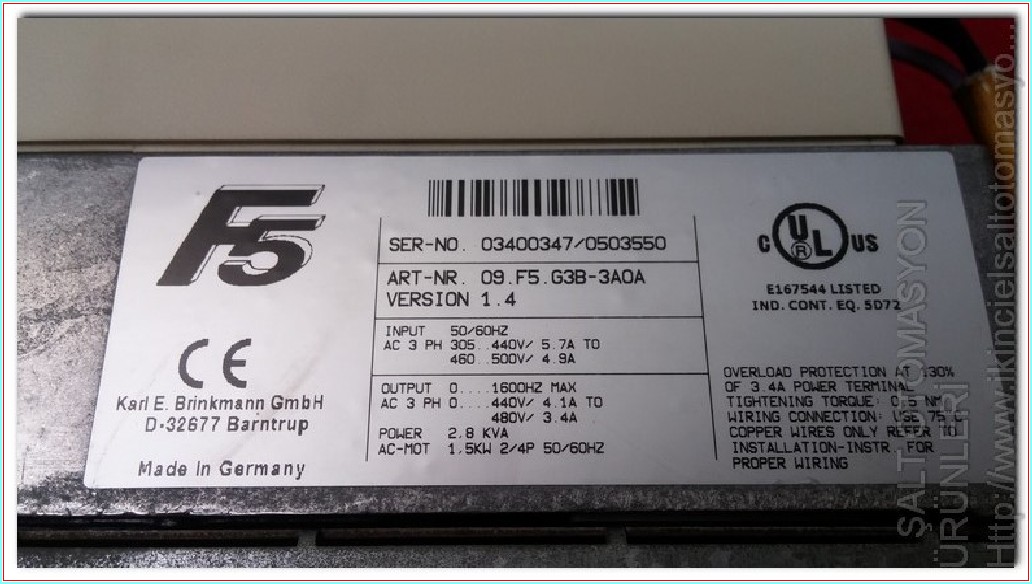 F5
CE
Karl E. Brinkmann GmbH
D-32677 Barntrup
Made In Germany
SER-NO. 03400347/0503550
ART-NR. 09.F5.G3B-3A0A
VERSION 1.4
INPUT 50/60HZ
AC 3 PH 305..440V/ 5.7A TO
460..500V/ 4.9A
OUTPUT 0....1600HZ MAX
AC 3 PH 0....440V/ 4.1A TO
480V/ 3.4A
POWER 2,8 KVA
AC-MOT 1,5KW 2/4P 50/60HZ
C UL US
®
E167544 LISTED
IND. CONT. EQ. 5D72
OVERLOAD PROTECTION AT 130%
OF 3.4A POWER TERMINAL
TIGHTENING TORQUE: 0,5 NM
WIRING CONNECTION: USE 75°C
COPPER WIRES ONLY REFER TO
INSTALLATION-INSTR. FOR
PROPER WIRING
ŞALT OTOMASYON
ÜRÜNLERİ
Http://www.ikincielsaltotomasyo...